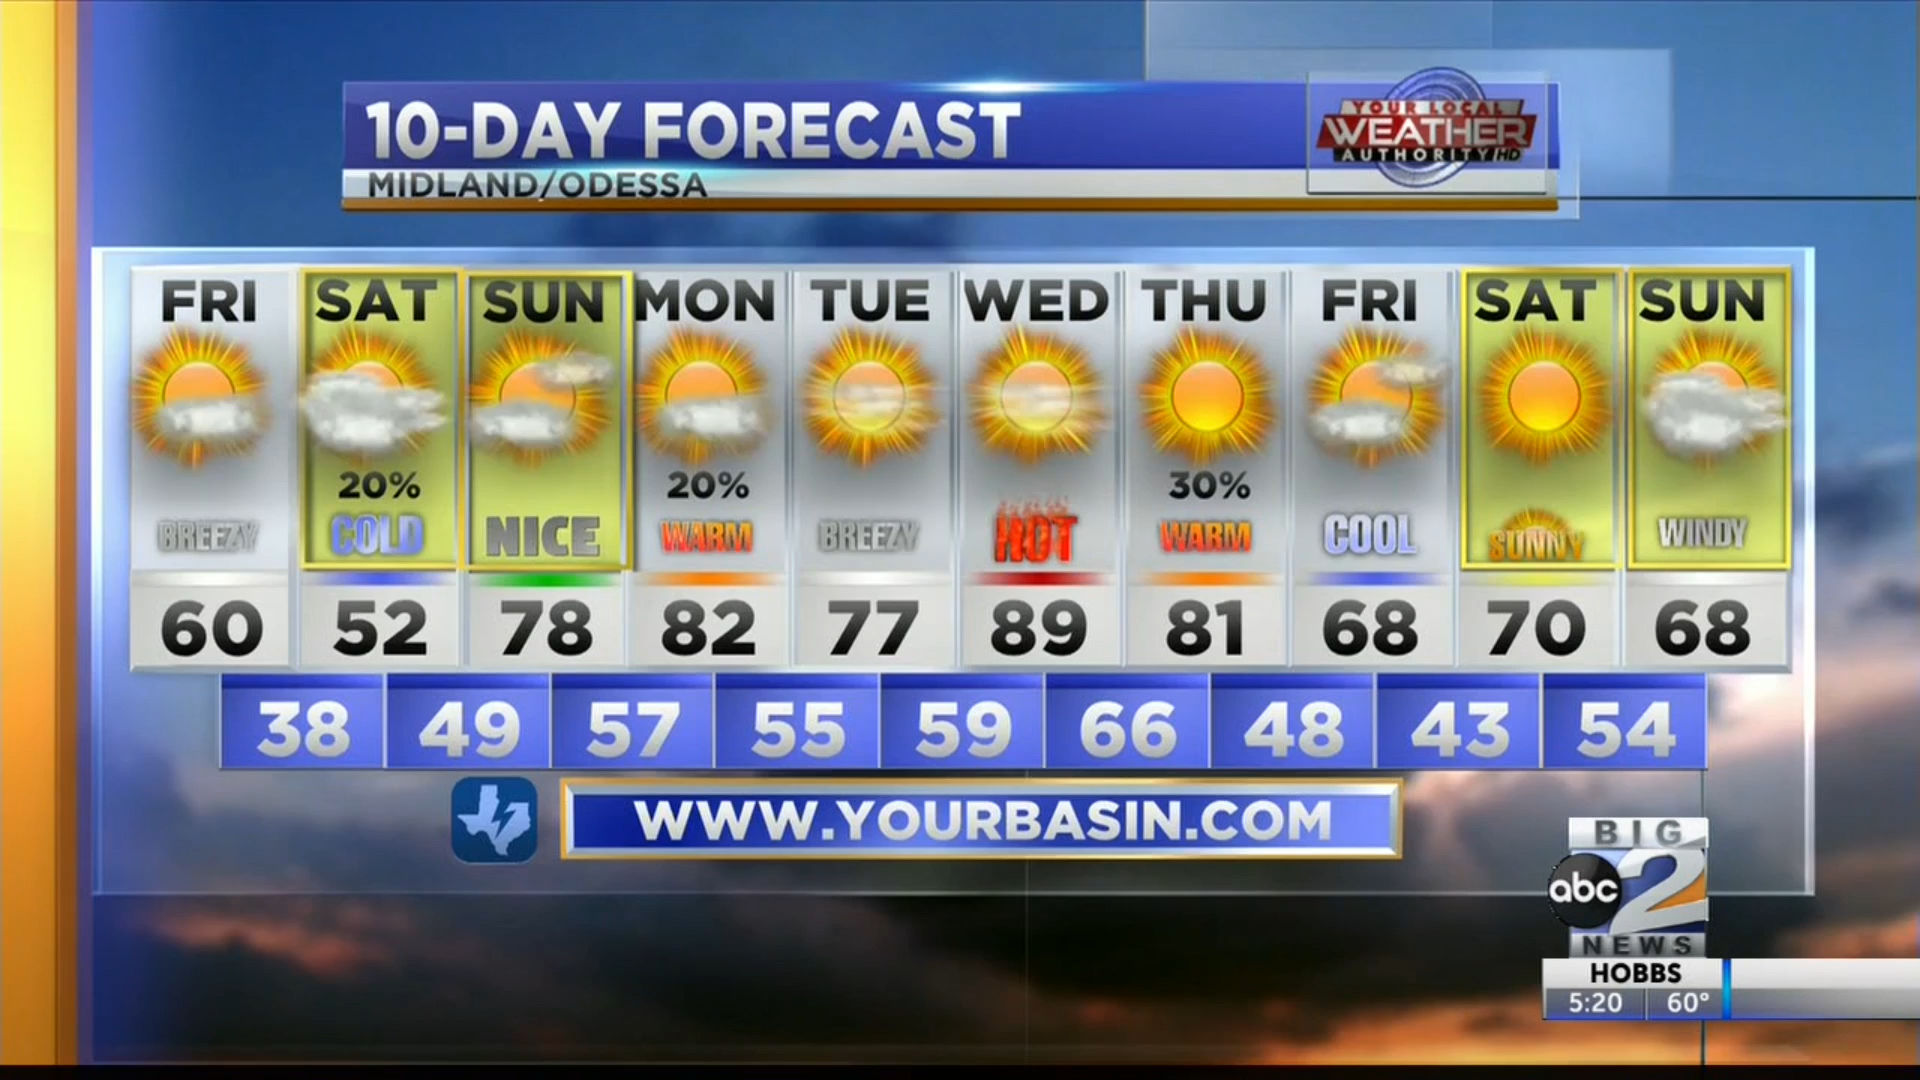 10-DAY FORECAST
MIDLAND/ODESSA
YOUR LOCAL
WEATHER
AUTHORITY/HD
FRI SAT SUN MON TUE WED THU FRI SAT SUN
20% 20% 30%
BREEZY COLD NICE WARM BREEZY HOT WARM COOL SUNNY WINDY
60 52 78 82 77 89 81 68 70 68
38 49 57 55 59 66 48 43 54
WWW.YOURBASIN.COM
BIG
abc 2
NEWS
HOBBS
5:20 60°